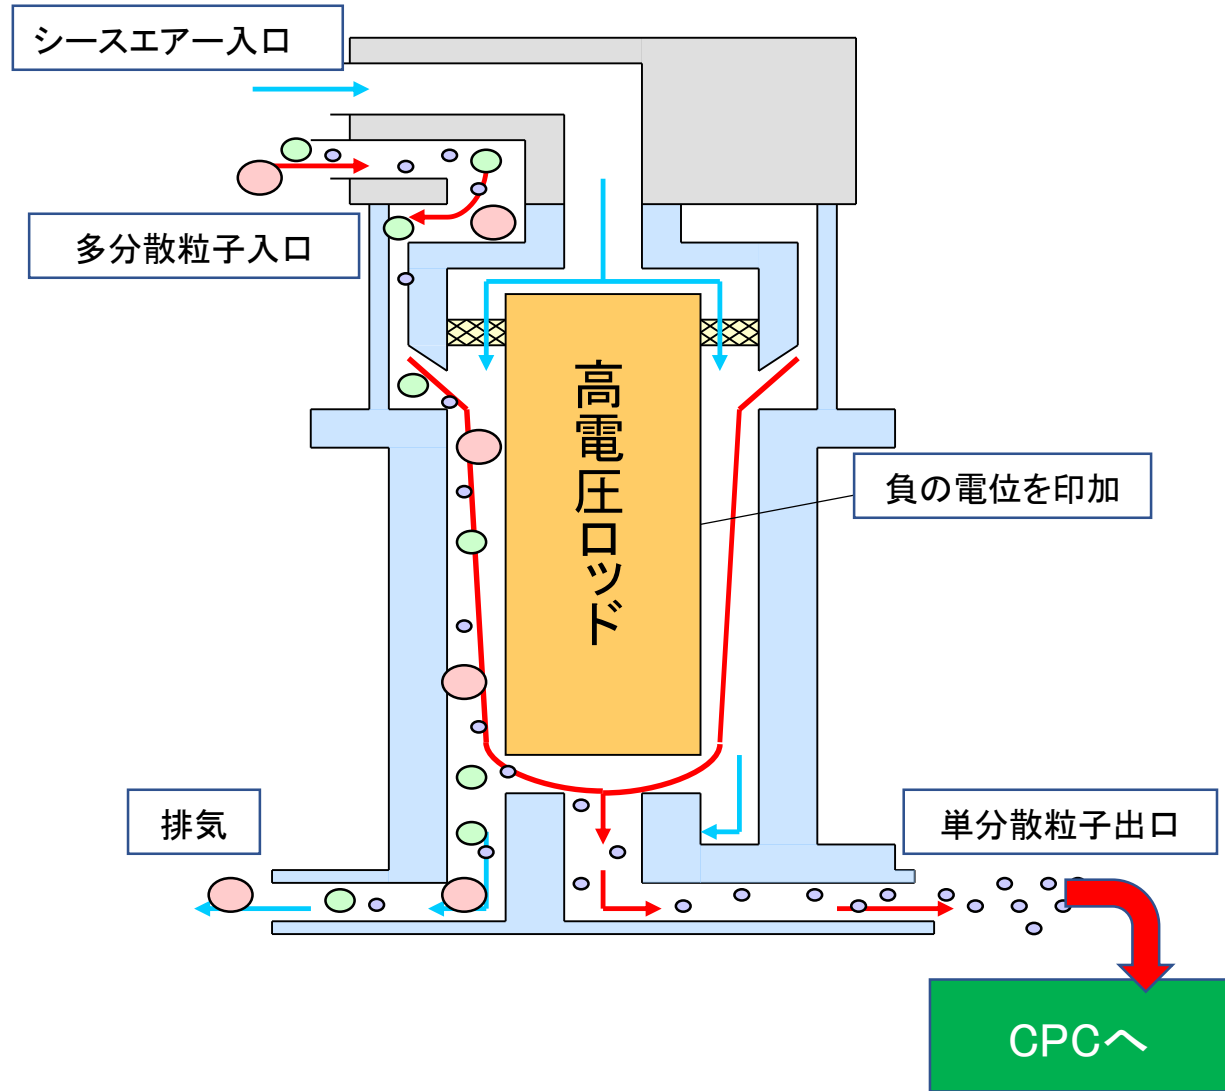 シースエアー入口
多分散粒子入口
高電圧ロッド
負の電位を印加
排気
単分散粒子出口
CPCへ